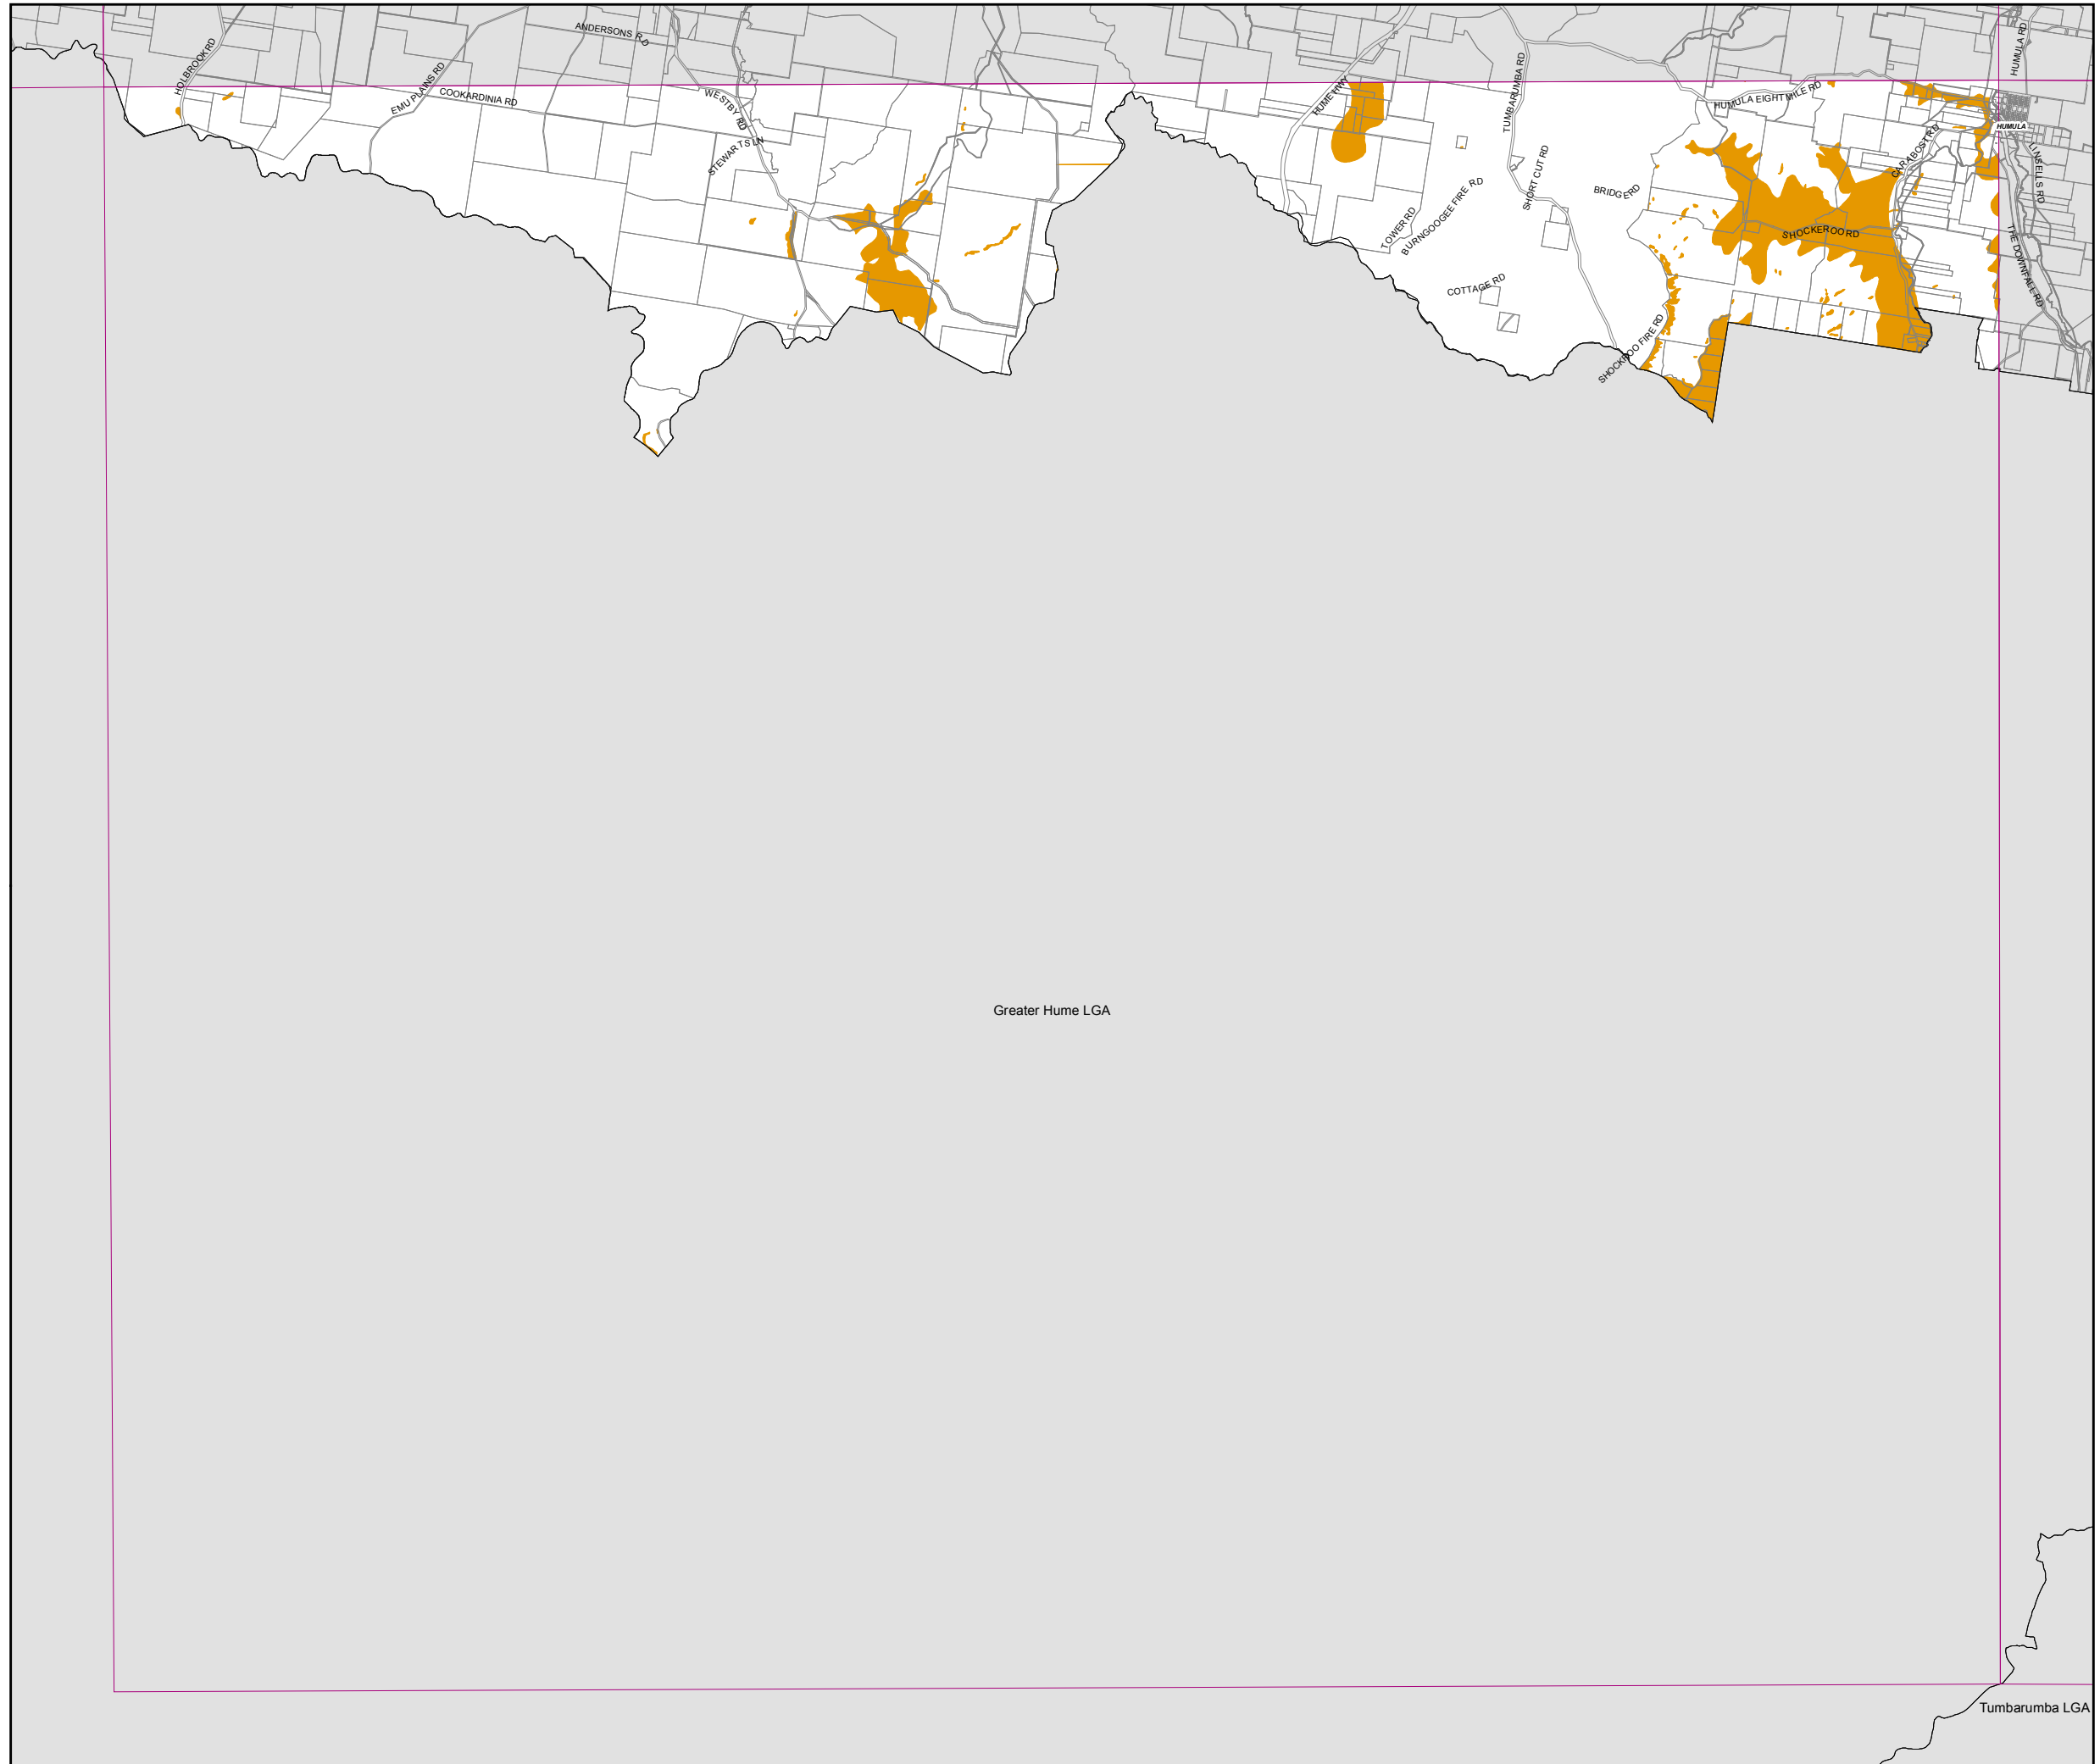 ANDERSONS RD
HOLBROOK RD
HUMULA RD
EMU PLAINS RD
COOKARDINIA RD
WESTBY RD
HUME HWY
TUMBARUMBA RD
HUMULA EIGHT MILE RD
HUMULA
STEWARTS LN
CARABOST RD
LINSELLS RD
SHORT CUT RD
BRIDGE RD
TOWER RD
BURNGOOGEE FIRE RD
SHOCKEROO RD
THE DOWNFALL RD
COTTAGE RD
SHOCKROO FIRE RD
Greater Hume LGA
Tumbarumba LGA